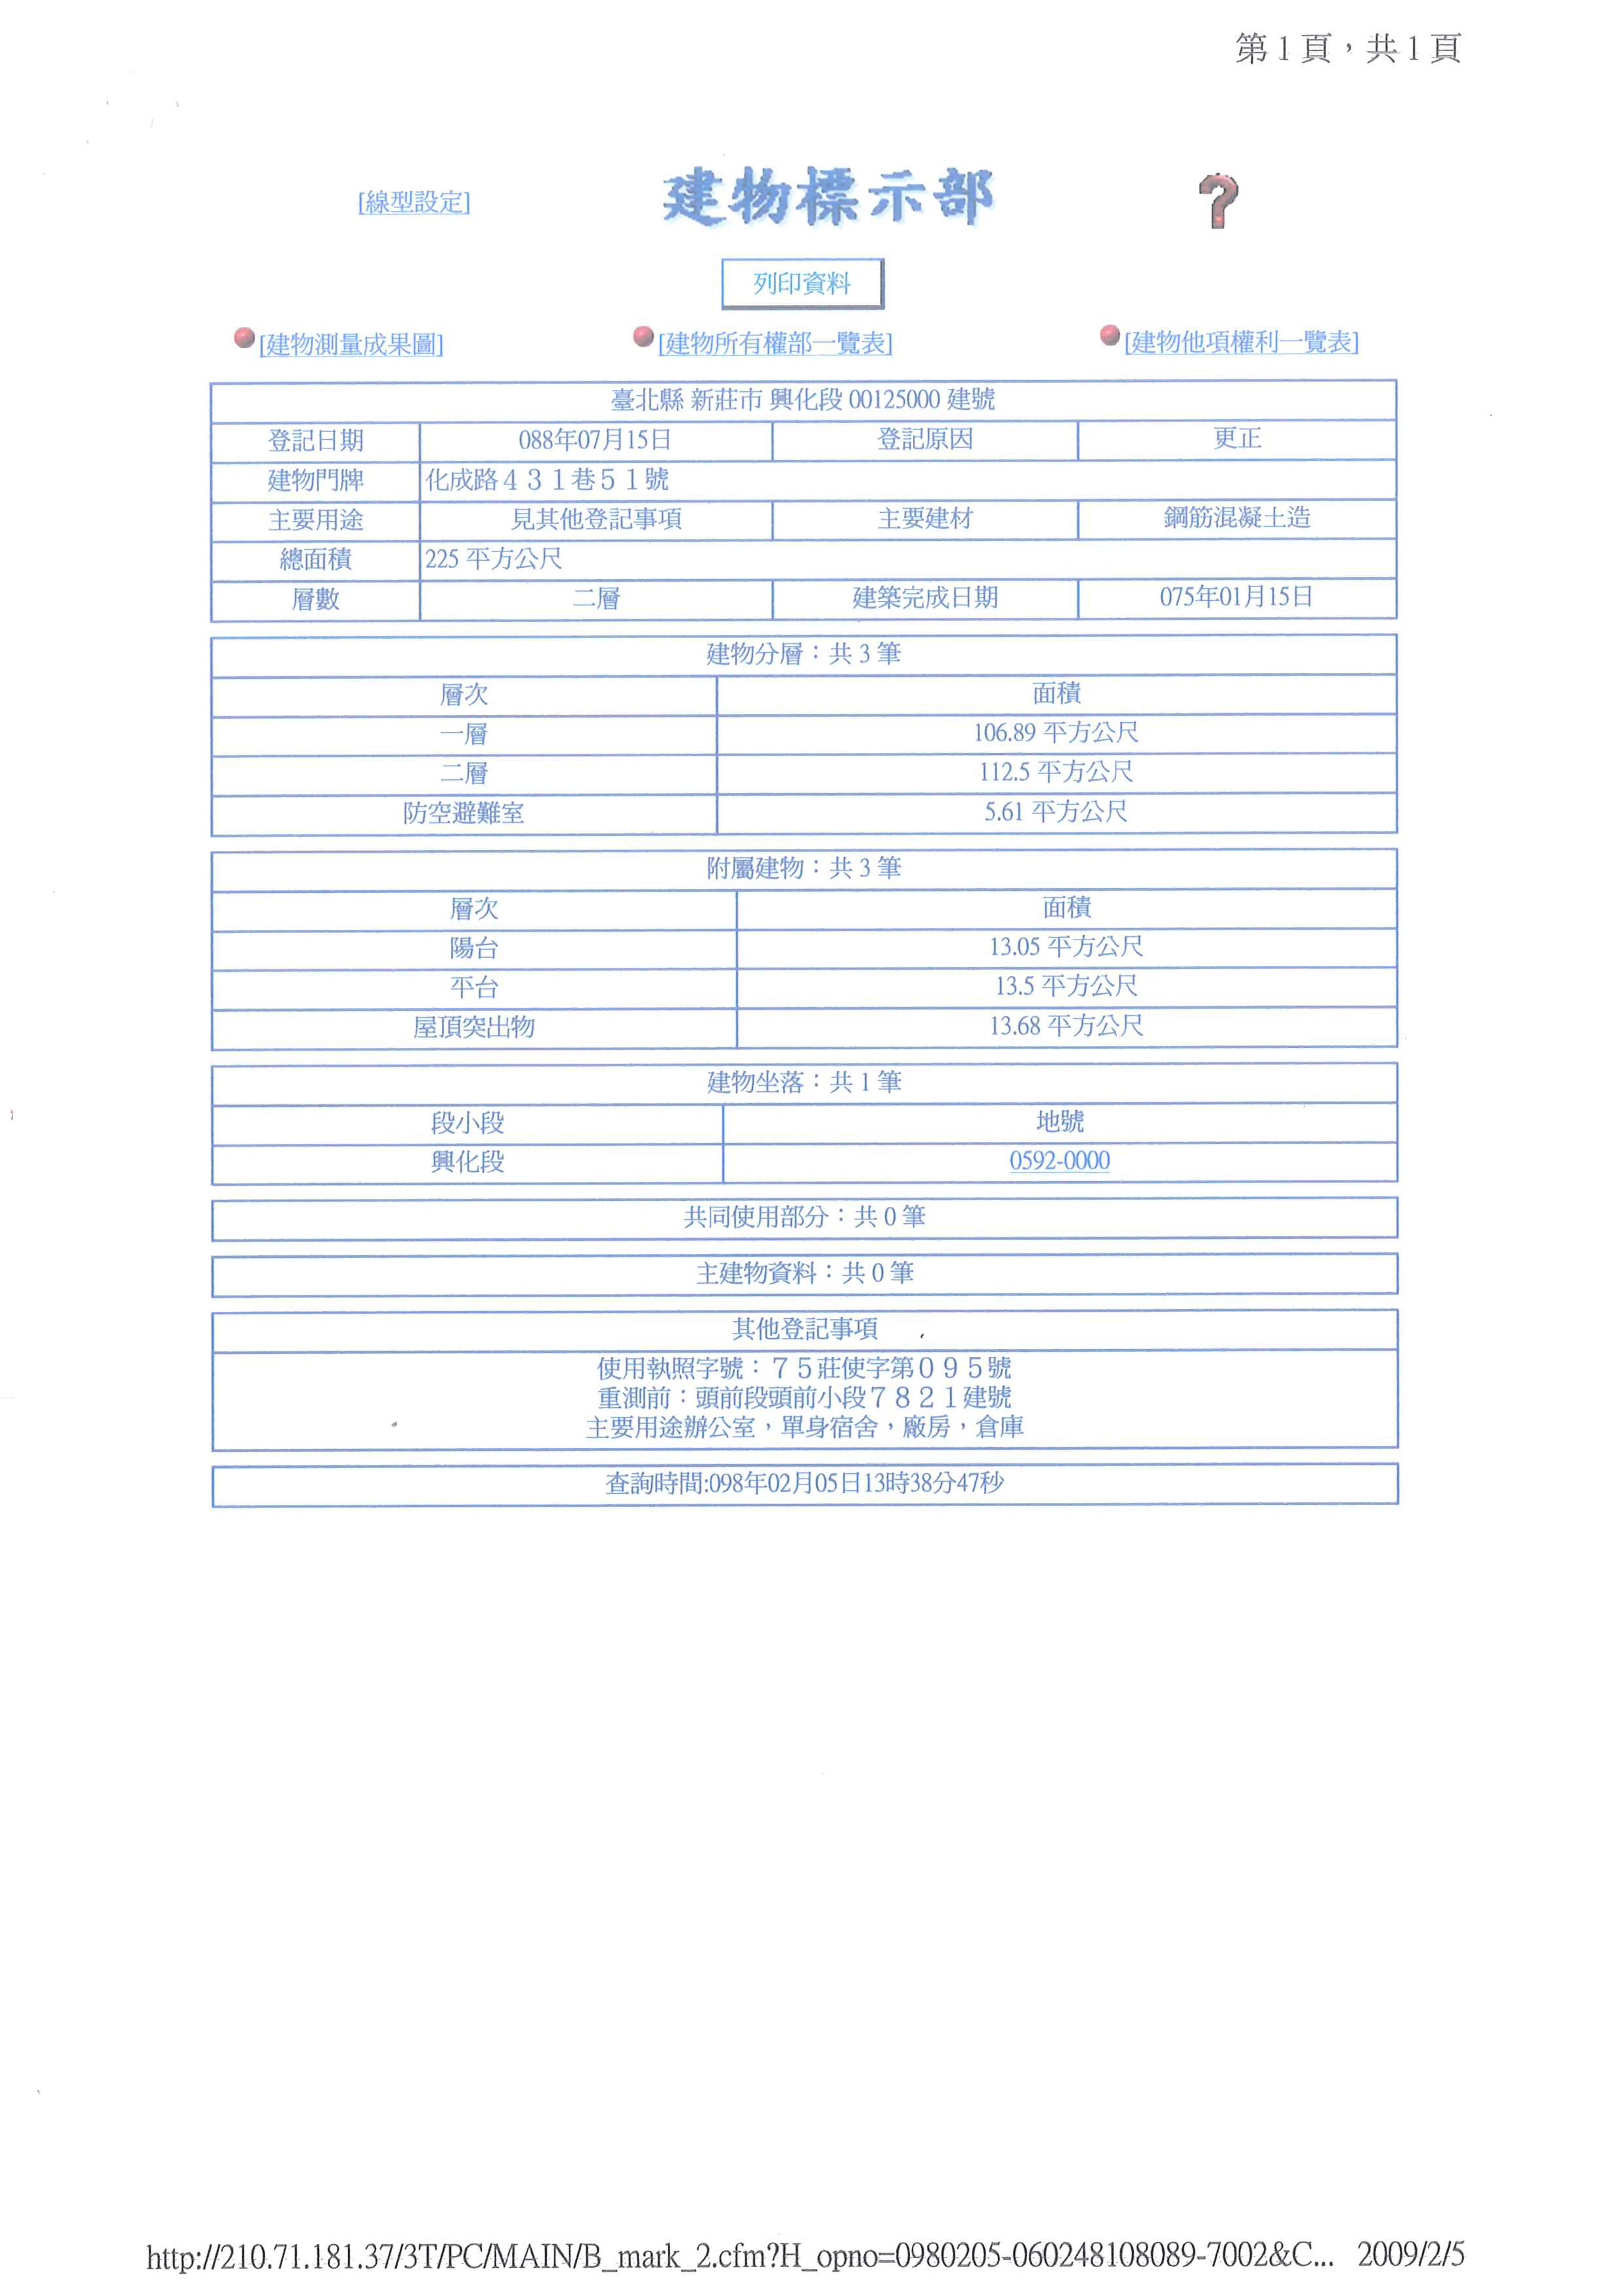 第1頁，共1頁
[線型設定] 建物標示部
列印資料
[建物測量成果圖] [建物所有權部一覽表] [建物他項權利一覽表]
臺北縣 新莊市 興化段 00125000 建號
登記日期 088年07月15日 登記原因 更正
建物門牌 化成路４３１巷５１號
主要用途 見其他登記事項 主要建材 鋼筋混凝土造
總面積 225 平方公尺
層數 二層 建築完成日期 075年01月15日
建物分層：共 3 筆
層次 面積
一層 106.89 平方公尺
二層 112.5 平方公尺
防空避難室 5.61 平方公尺
附屬建物：共 3 筆
層次 面積
陽台 13.05 平方公尺
平台 13.5 平方公尺
屋頂突出物 13.68 平方公尺
建物坐落：共 1 筆
段小段 地號
興化段 0592-0000
共同使用部分：共 0 筆
主建物資料：共 0 筆
其他登記事項
使用執照字號：７５莊使字第０９５號
重測前：頭前段頭前小段７８２１建號
主要用途辦公室，單身宿舍，廠房，倉庫
查詢時間:098年02月05日13時38分47秒
http://210.71.181.37/3T/PC/MAIN/B_mark_2.cfm?H_opno=0980205-060248108089-7002&C... 2009/2/5